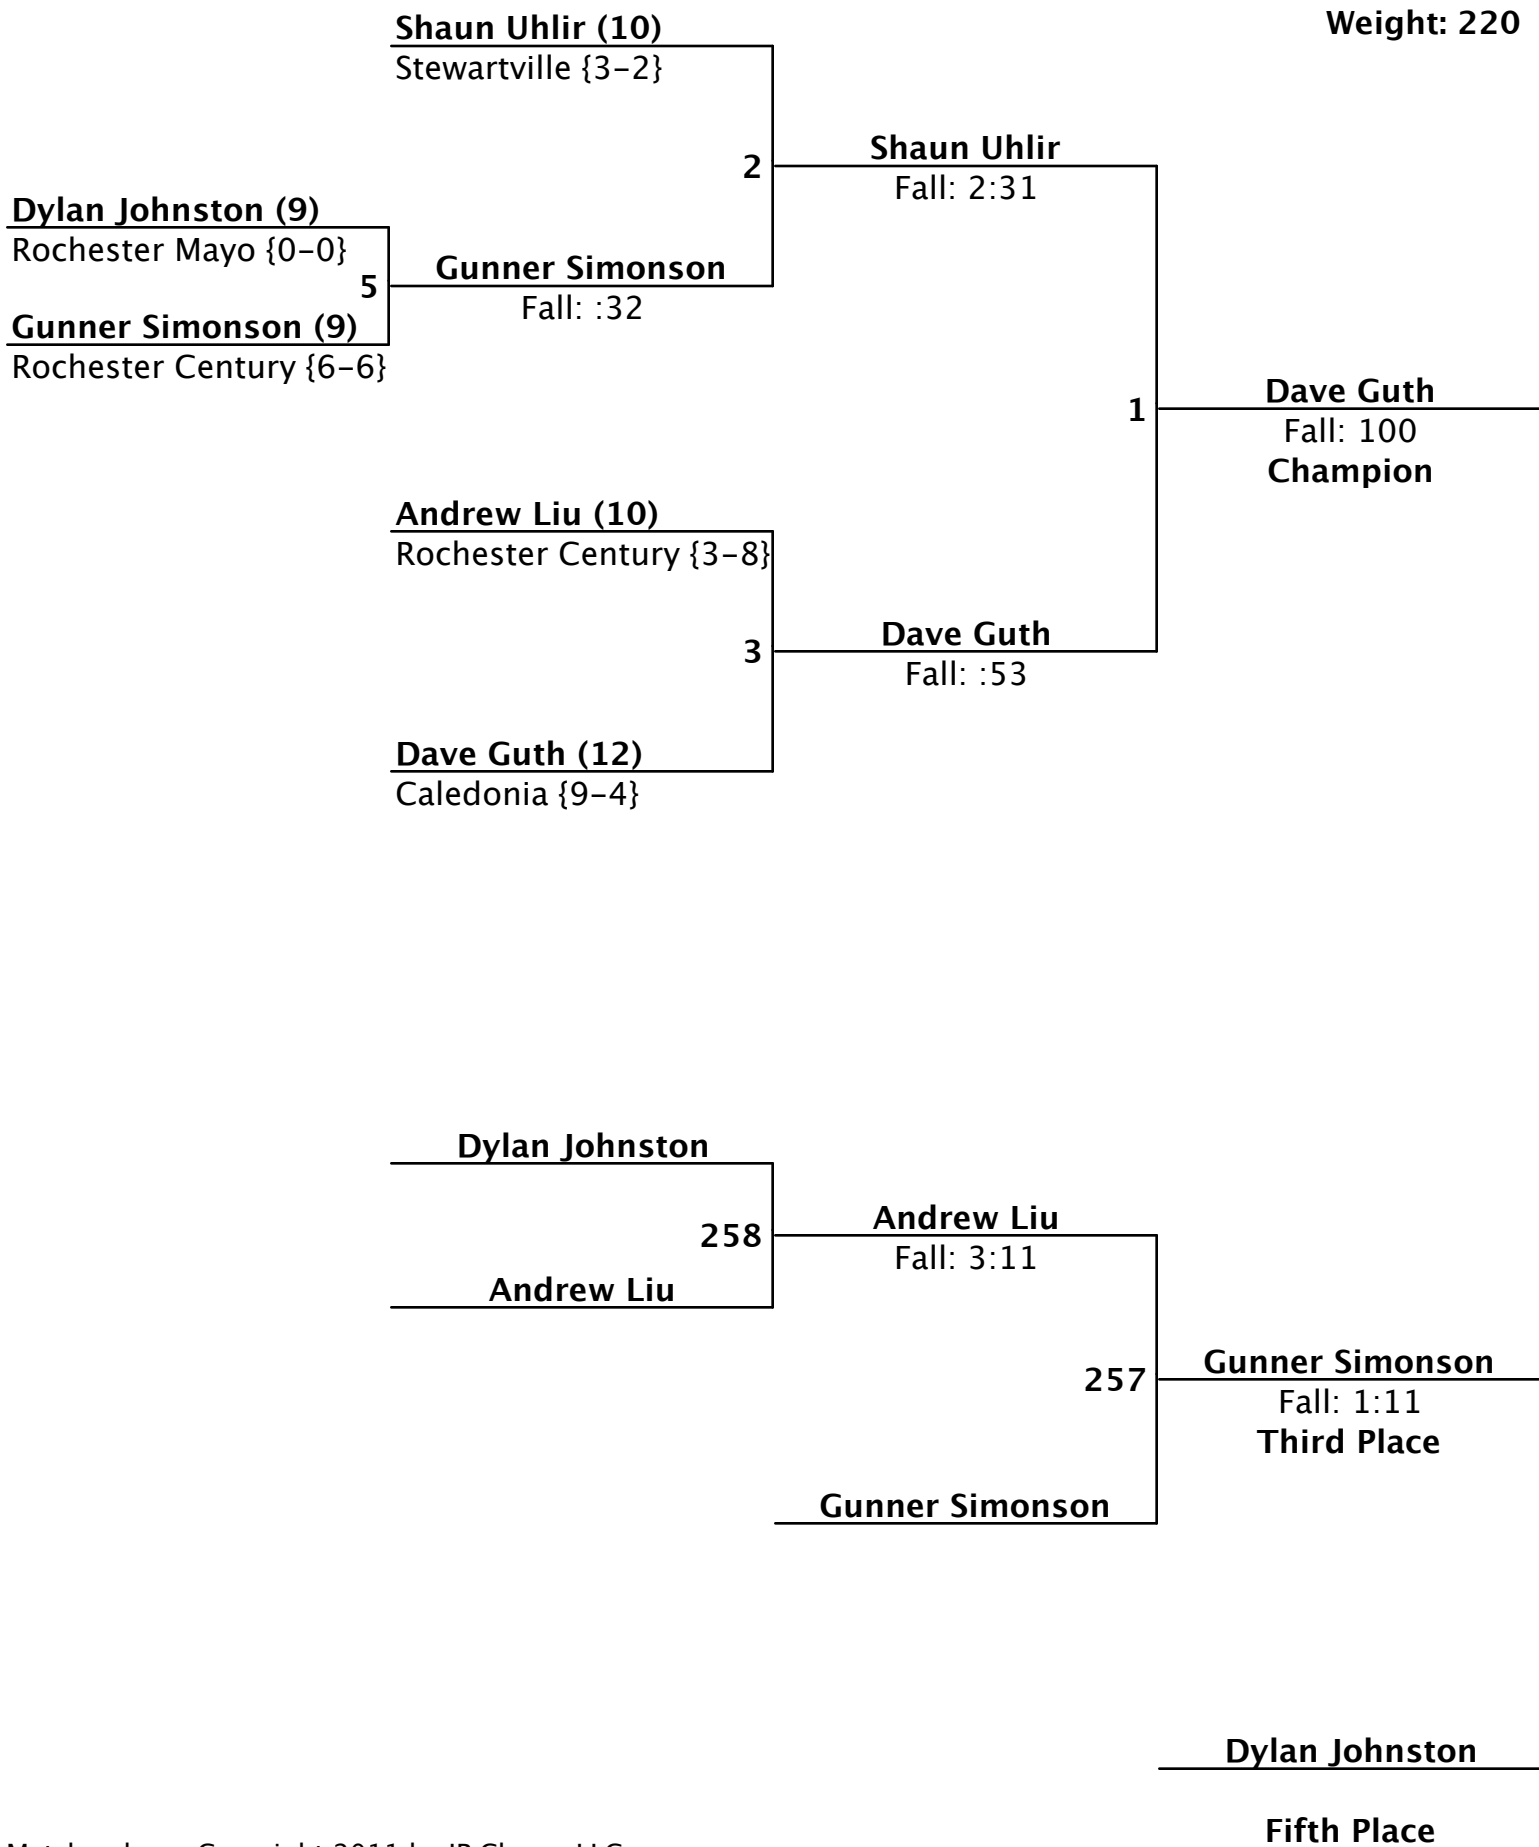 Weight: 220
Shaun Uhlir (10)
Stewartville {3-2}
2
Shaun Uhlir
Fall: 2:31
Dylan Johnston (9)
Rochester Mayo {0-0}
5
Gunner Simonson
Fall: :32
Gunner Simonson (9)
Rochester Century {6-6}
1
Dave Guth
Fall: 100
Champion
Andrew Liu (10)
Rochester Century {3-8}
3
Dave Guth
Fall: :53
Dave Guth (12)
Caledonia {9-4}
Dylan Johnston
258
Andrew Liu
Fall: 3:11
Andrew Liu
257
Gunner Simonson
Fall: 1:11
Third Place
Gunner Simonson
Dylan Johnston
Fifth Place